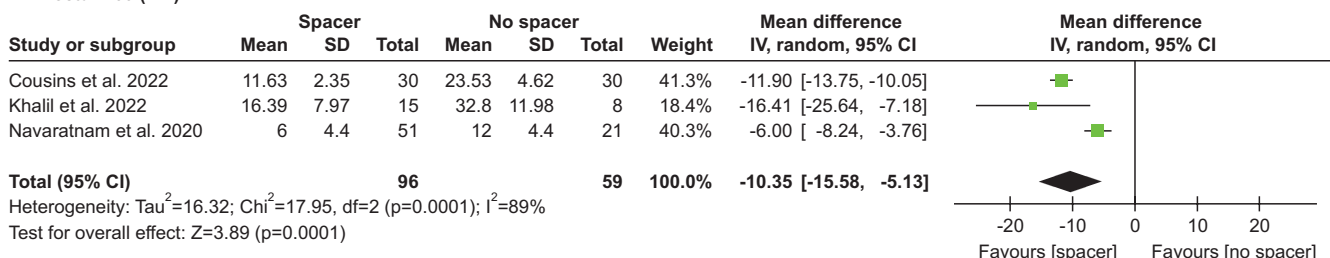 Spacer No spacer Mean difference Mean difference
Study or subgroup Mean SD Total Mean SD Total Weight IV, random, 95% CI IV, random, 95% CI
Cousins et al. 2022 11.63 2.35 30 23.53 4.62 30 41.3% -11.90 [-13.75, -10.05]
Khalil et al. 2022 16.39 7.97 15 32.8 11.98 8 18.4% -16.41 [-25.64, -7.18]
Navaratnam et al. 2020 6 4.4 51 12 4.4 21 40.3% -6.00 [ -8.24, -3.76]
Total (95% CI) 96 59 100.0% -10.35 [-15.58, -5.13]
Heterogeneity: Tau²=16.32; Chi²=17.95, df=2 (p=0.0001); I²=89%
Test for overall effect: Z=3.89 (p=0.0001)
-20 -10 0 10 20
Favours [spacer] Favours [no spacer]